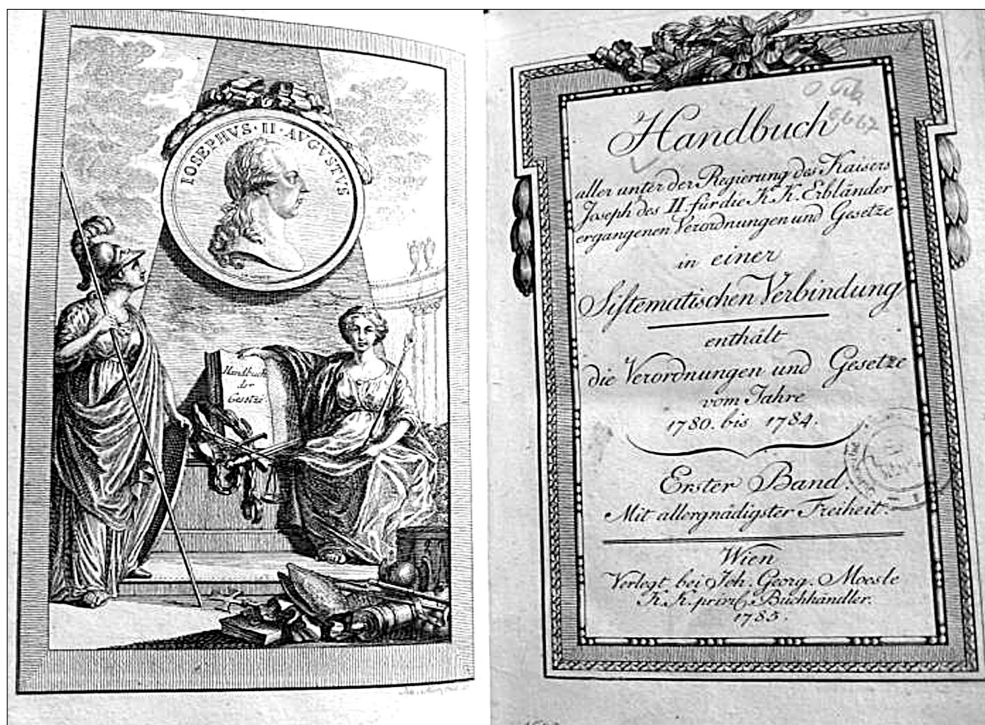 IOSEPHVS·II·AVGVSTVS
Handbuch
der
Gesetze
Handbuch
aller unter der Regierung des Kaisers
Joseph des II. für die K.K. Erbländer
ergangenen Verordnungen und Gesetze
in einer
Sistematischen Verbindung
enthält
die Verordnungen und Gesetze
vom Jahre
1780. bis 1784.
Erster Band.
Mit allergnädigster Freiheit.
Wien
Verlegt bei Joh. Georg. Moesle
K.K. privil. Buchhändler.
1785.